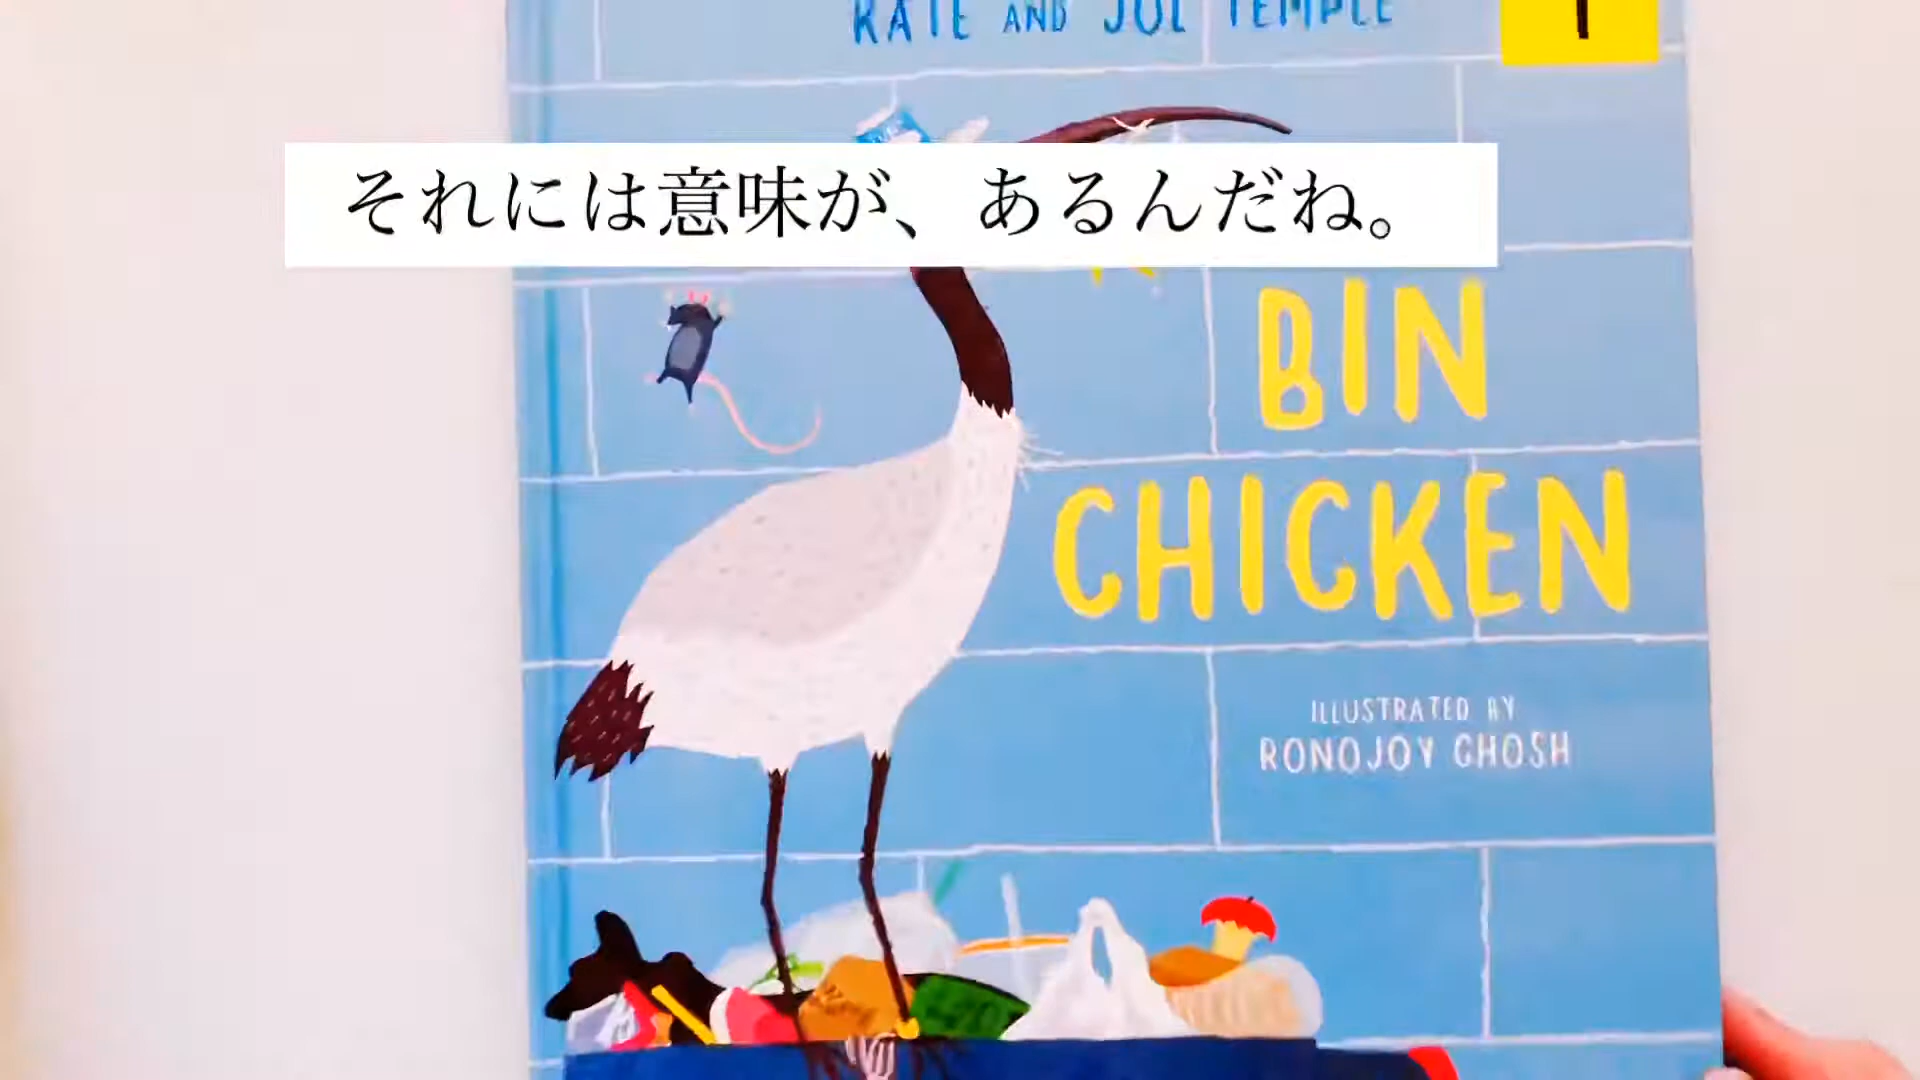 KATE AND JOL TEMPLE
1
それには意味が、あるんだね。
BIN
CHICKEN
ILLUSTRATED BY
RONOJOY GHOSH